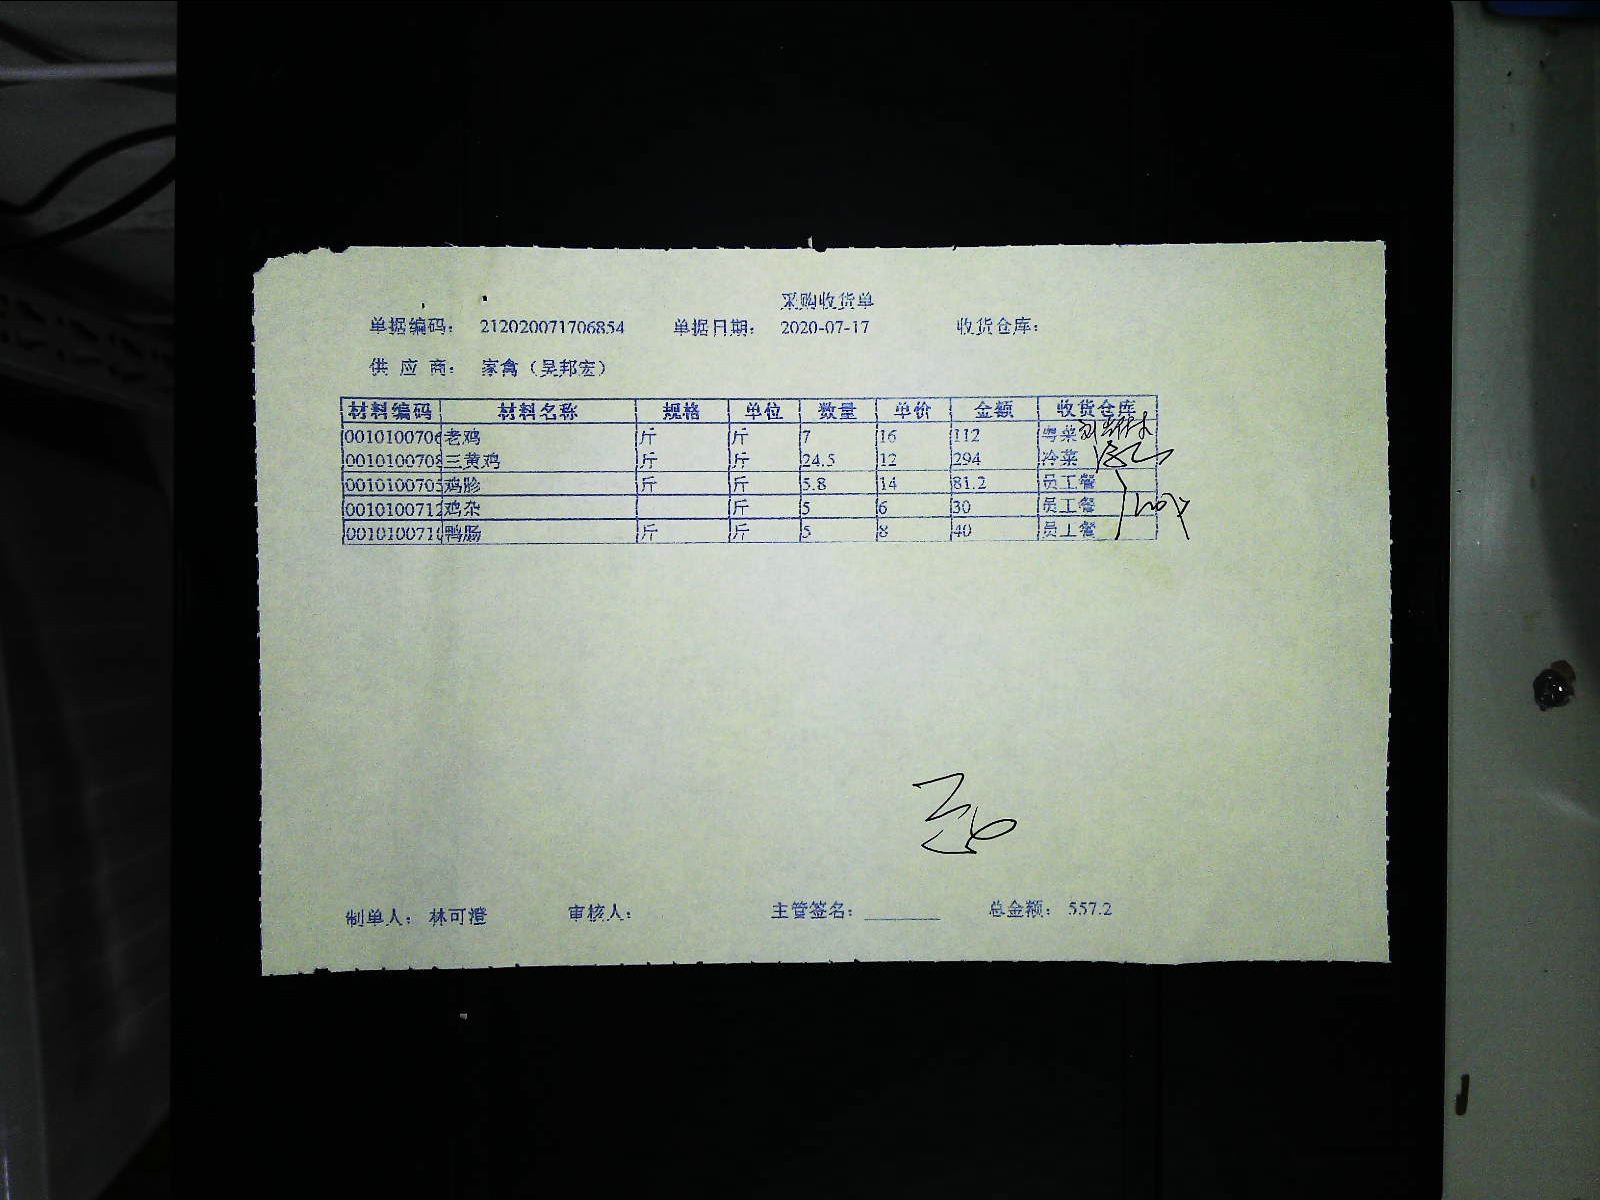 采购收货单
单据编码: 212020071706854 单据日期: 2020-07-17 收货仓库:
供 应 商: 家禽（吴邦宏）
材料编码 材料名称 规格 单位 数量 单价 金额 收货仓库
0010100706 老鸡 斤 斤 7 16 112 粤菜
0010100708 三黄鸡 斤 斤 24.5 12 294 冷菜
0010100705 鸡胗 斤 斤 5.8 14 81.2 员工餐
0010100712 鸡杂 斤 5 6 30 员工餐
001010071 鸭肠 斤 斤 5 8 40 员工餐
制单人: 林可澄 审核人: 主管签名: 总金额: 557.2